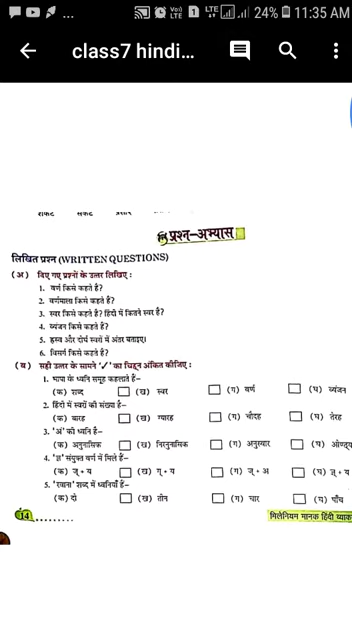 24% 11:35 AM
class7 hindi...
प्रश्न-अभ्यास
लिखित प्रश्न (WRITTEN QUESTIONS)
(अ) दिए गए प्रश्नों के उत्तर लिखिए :
1. वर्ण किसे कहते है?
2. वर्णमाला किसे कहते है?
3. स्वर किसे कहते है? हिंदी में कितने स्वर हैं?
4. व्यंजन किसे कहते है?
5. ह्रस्व और दीर्घ स्वरों में अंतर बताइए।
6. विसर्ग किसे कहते है?
(ब) सही उत्तर के सामने '✓' का चिह्न अंकित कीजिए :
1. भाषा के ध्वनि समूह कहलाते हैं–
(क) शब्द (ख) स्वर (ग) वर्ण (घ) व्यंजन
2. हिंदी में स्वरों की संख्या है–
(क) बारह (ख) ग्यारह (ग) चौदह (घ) तेरह
3. 'अं' की ध्वनि है–
(क) अनुनासिक (ख) निरनुनासिक (ग) अनुस्वार (घ) ओष्ठ्य
4. 'ज्ञ' संयुक्त वर्ण में मिले हैं–
(क) ज् + य (ख) ग् + य (ग) ज् + अ (घ)
5. 'रवाना' शब्द में ध्वनियाँ हैं–
(क) दो (ख) तीन (ग) चार (घ) पाँच
14 .........
मिलेनियम मानक हिंदी व्याक